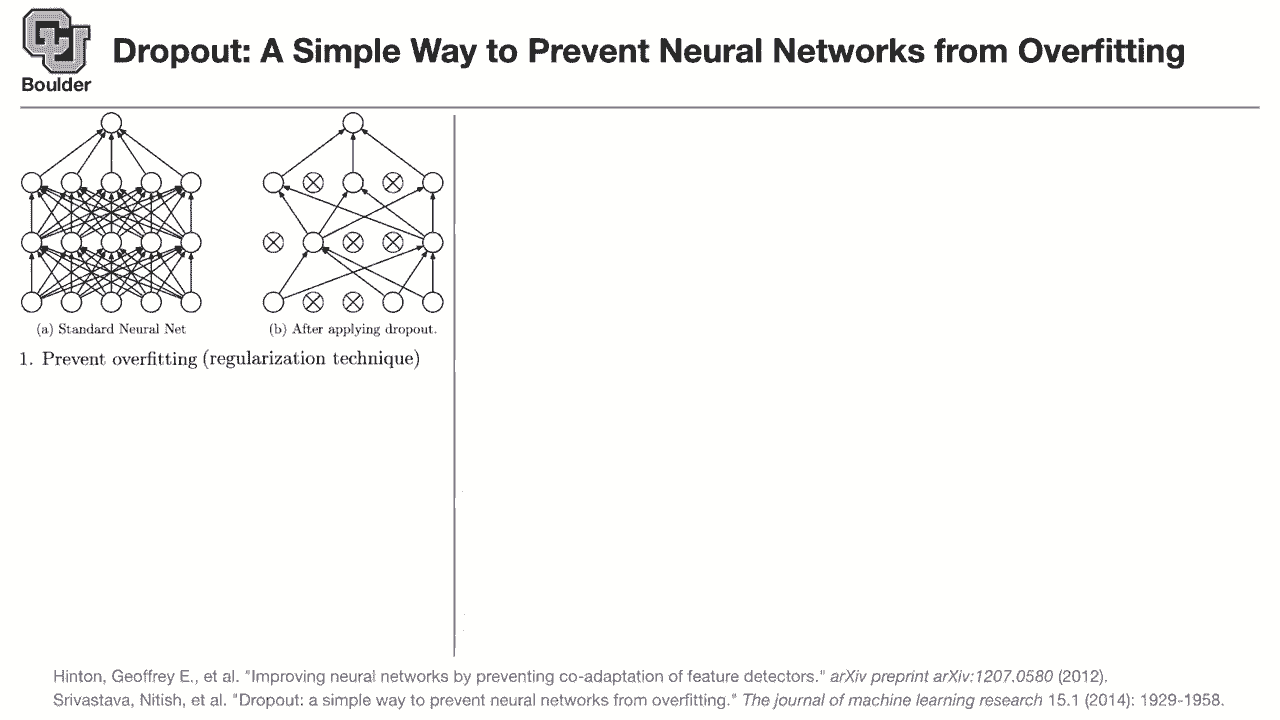 Boulder
Dropout: A Simple Way to Prevent Neural Networks from Overfitting
(a) Standard Neural Net
(b) After applying dropout.
1. Prevent overfitting (regularization technique)
Hinton, Geoffrey E., et al. "Improving neural networks by preventing co-adaptation of feature detectors." arXiv preprint arXiv:1207.0580 (2012).
Srivastava, Nitish, et al. "Dropout: a simple way to prevent neural networks from overfitting." The journal of machine learning research 15.1 (2014): 1929-1958.